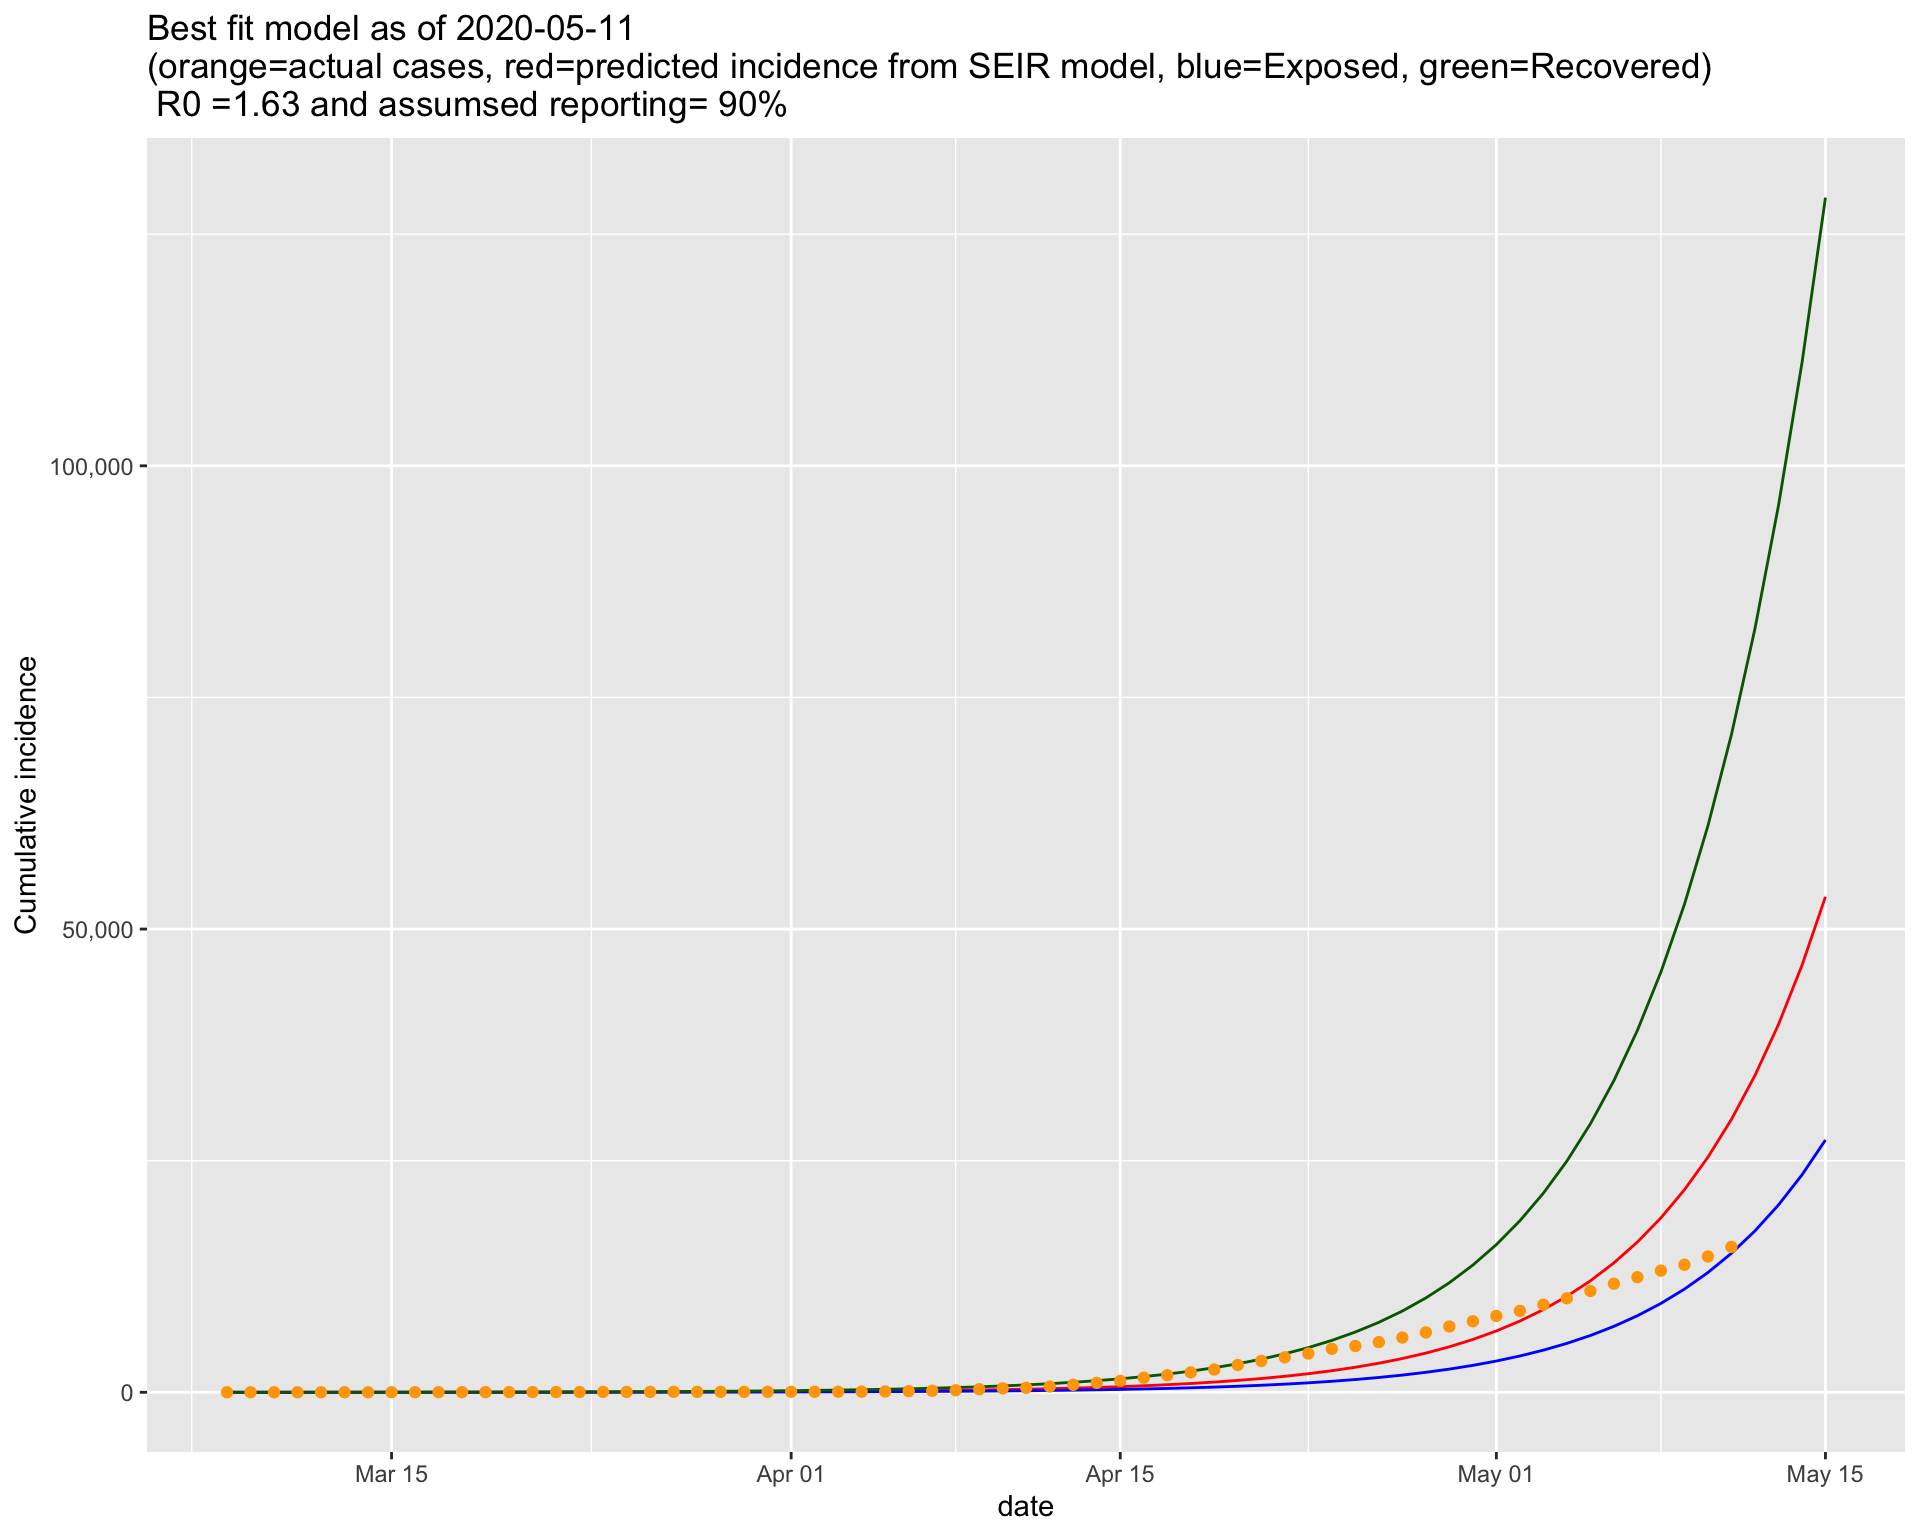 Best fit model as of 2020-05-11
(orange=actual cases, red=predicted incidence from SEIR model, blue=Exposed, green=Recovered)
R0 =1.63 and assumsed reporting= 90%
100,000
50,000
0
Cumulative incidence
Mar 15
Apr 01
Apr 15
May 01
May 15
date